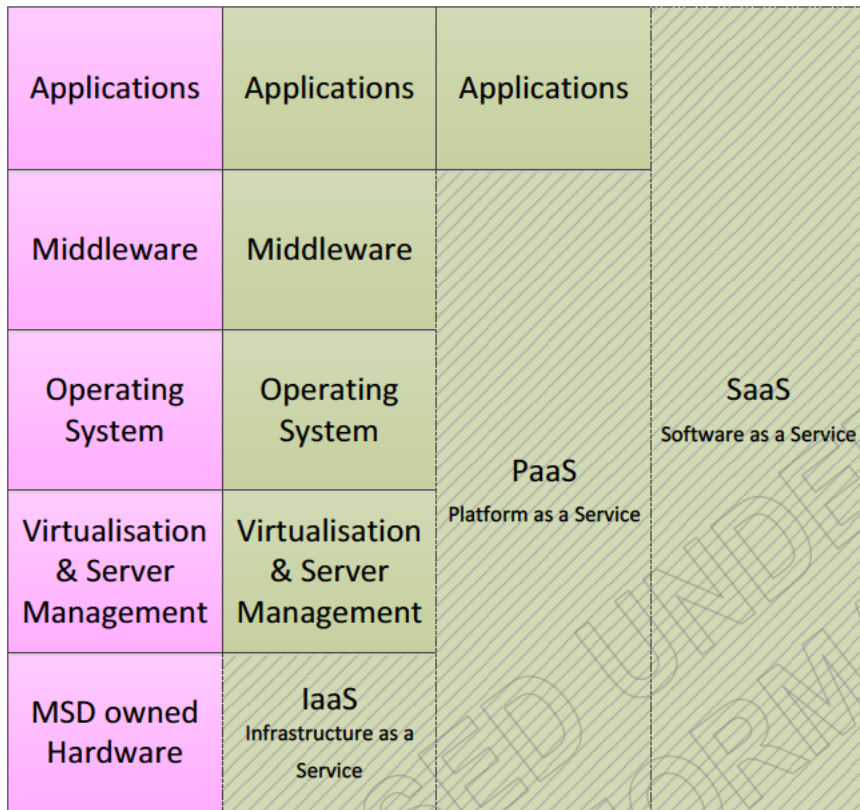 Applications
Applications
Applications
Middleware
Middleware
Operating
System
Operating
System
SaaS
Software as a Service
PaaS
Platform as a Service
Virtualisation
& Server
Management
Virtualisation
& Server
Management
MSD owned
Hardware
IaaS
Infrastructure as a
Service